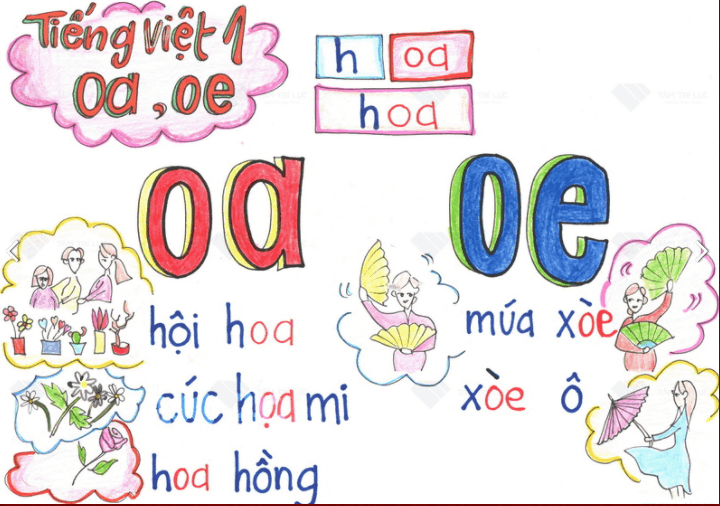 Tiếng Việt 1
oa, oe
h oa
hoa
oa oe
hội hoa
cúc họa mi
hoa hồng
múa xòe
xòe ô